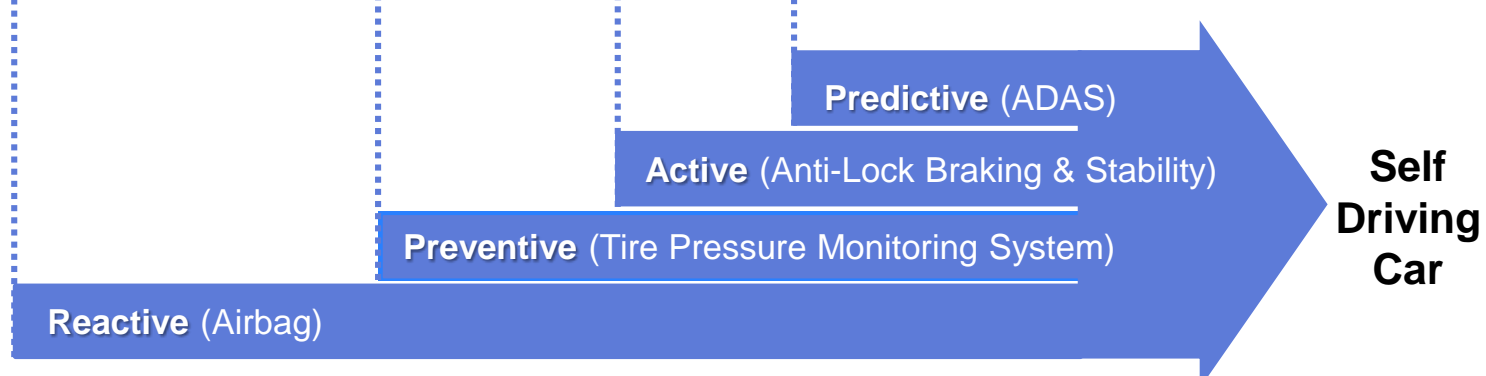 Predictive (ADAS)
Active (Anti-Lock Braking & Stability)
Preventive (Tire Pressure Monitoring System)
Reactive (Airbag)
Self
Driving
Car